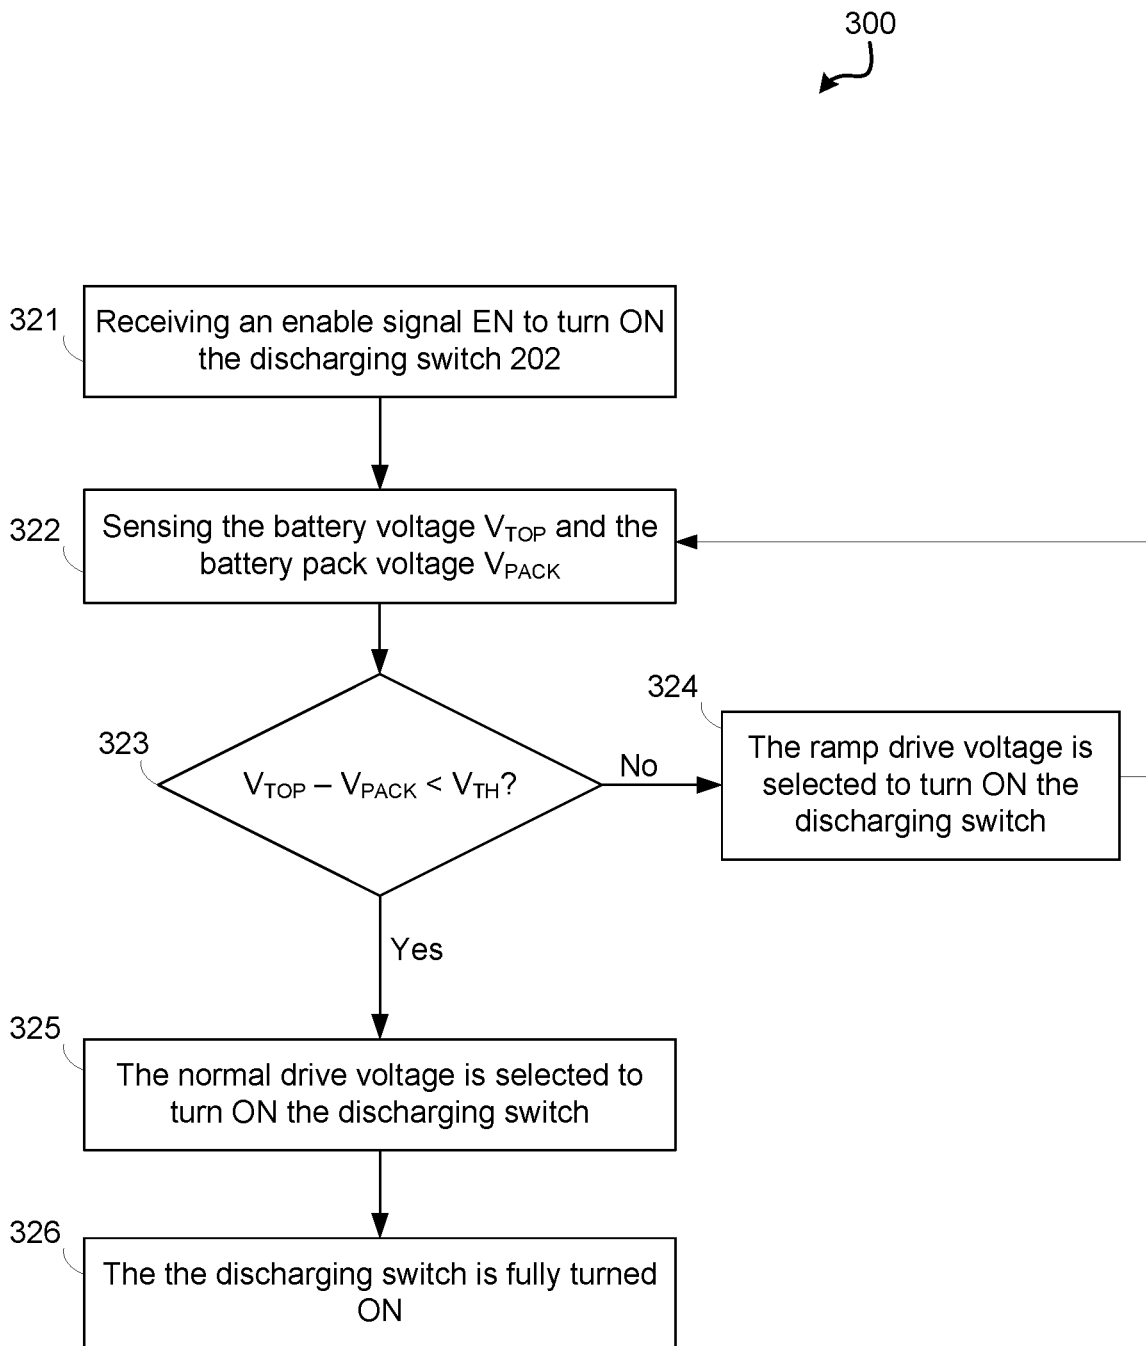 300
321
Receiving an enable signal EN to turn ON
the discharging switch 202
322
Sensing the battery voltage VTOP and the
battery pack voltage VPACK
323
VTOP – VPACK < VTH?
No
324
The ramp drive voltage is
selected to turn ON the
discharging switch
Yes
325
The normal drive voltage is selected to
turn ON the discharging switch
326
The the discharging switch is fully turned
ON